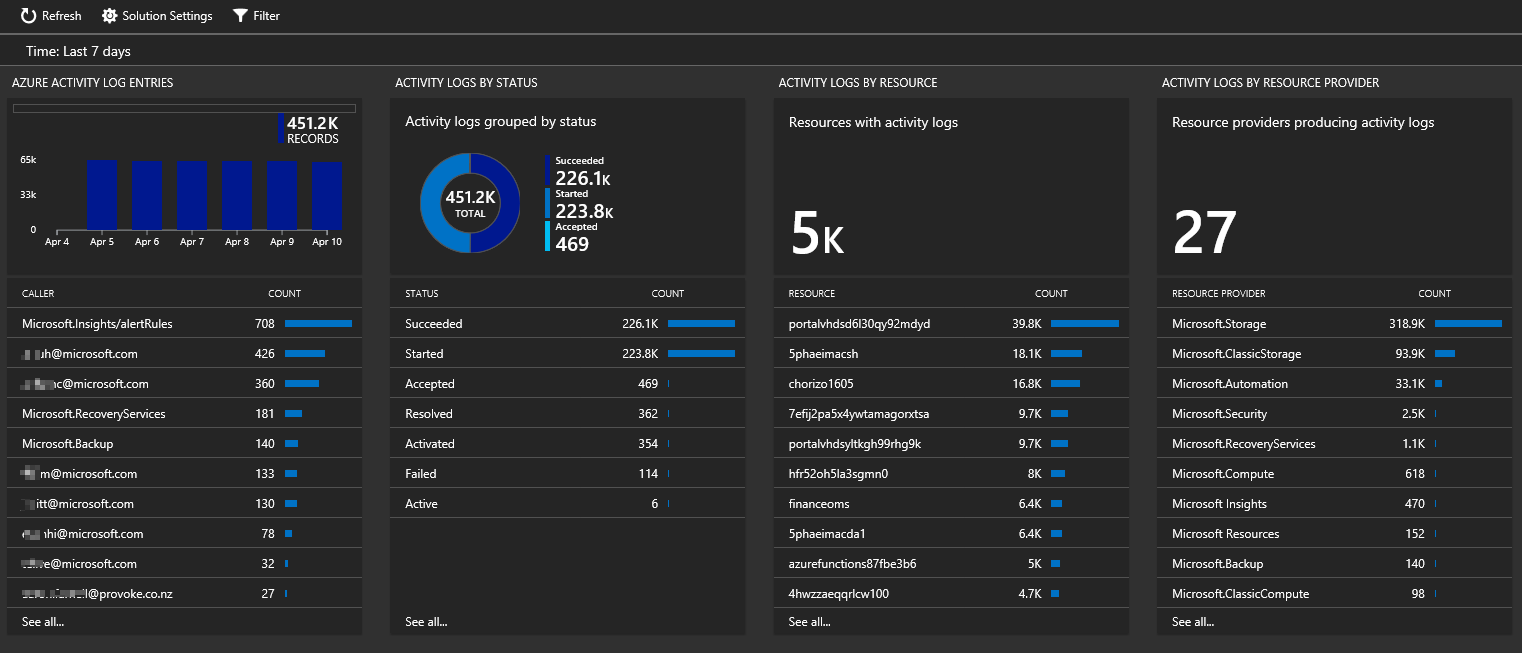 Refresh Solution Settings Filter
Time: Last 7 days
AZURE ACTIVITY LOG ENTRIES
451.2K
RECORDS
65k
33k
0
Apr 4 Apr 5 Apr 6 Apr 7 Apr 8 Apr 9 Apr 10
CALLER COUNT
Microsoft.Insights/alertRules 708
h@microsoft.com 426
c@microsoft.com 360
Microsoft.RecoveryServices 181
Microsoft.Backup 140
m@microsoft.com 133
itt@microsoft.com 130
hi@microsoft.com 78
e@microsoft.com 32
l@provoke.co.nz 27
See all...
ACTIVITY LOGS BY STATUS
Activity logs grouped by status
451.2K
TOTAL
Succeeded
226.1K
Started
223.8K
Accepted
469
STATUS COUNT
Succeeded 226.1K
Started 223.8K
Accepted 469
Resolved 362
Activated 354
Failed 114
Active 6
See all...
ACTIVITY LOGS BY RESOURCE
Resources with activity logs
5K
RESOURCE COUNT
portalvhdsd6l30qy92mdyd 39.8K
5phaeimacsh 18.1K
chorizo1605 16.8K
7efij2pa5x4ywtamagorxtsa 9.7K
portalvhdsyltkgh99rhg9k 9.7K
hfr52oh5la3sgmn0 8K
financeoms 6.4K
5phaeimacda1 6.4K
azurefunctions87fbe3b6 5K
4hwzzaeqqrlcw100 4.7K
See all...
ACTIVITY LOGS BY RESOURCE PROVIDER
Resource providers producing activity logs
27
RESOURCE PROVIDER COUNT
Microsoft.Storage 318.9K
Microsoft.ClassicStorage 93.9K
Microsoft.Automation 33.1K
Microsoft.Security 2.5K
Microsoft.RecoveryServices 1.1K
Microsoft.Compute 618
Microsoft Insights 470
Microsoft Resources 152
Microsoft.Backup 140
Microsoft.ClassicCompute 98
See all...